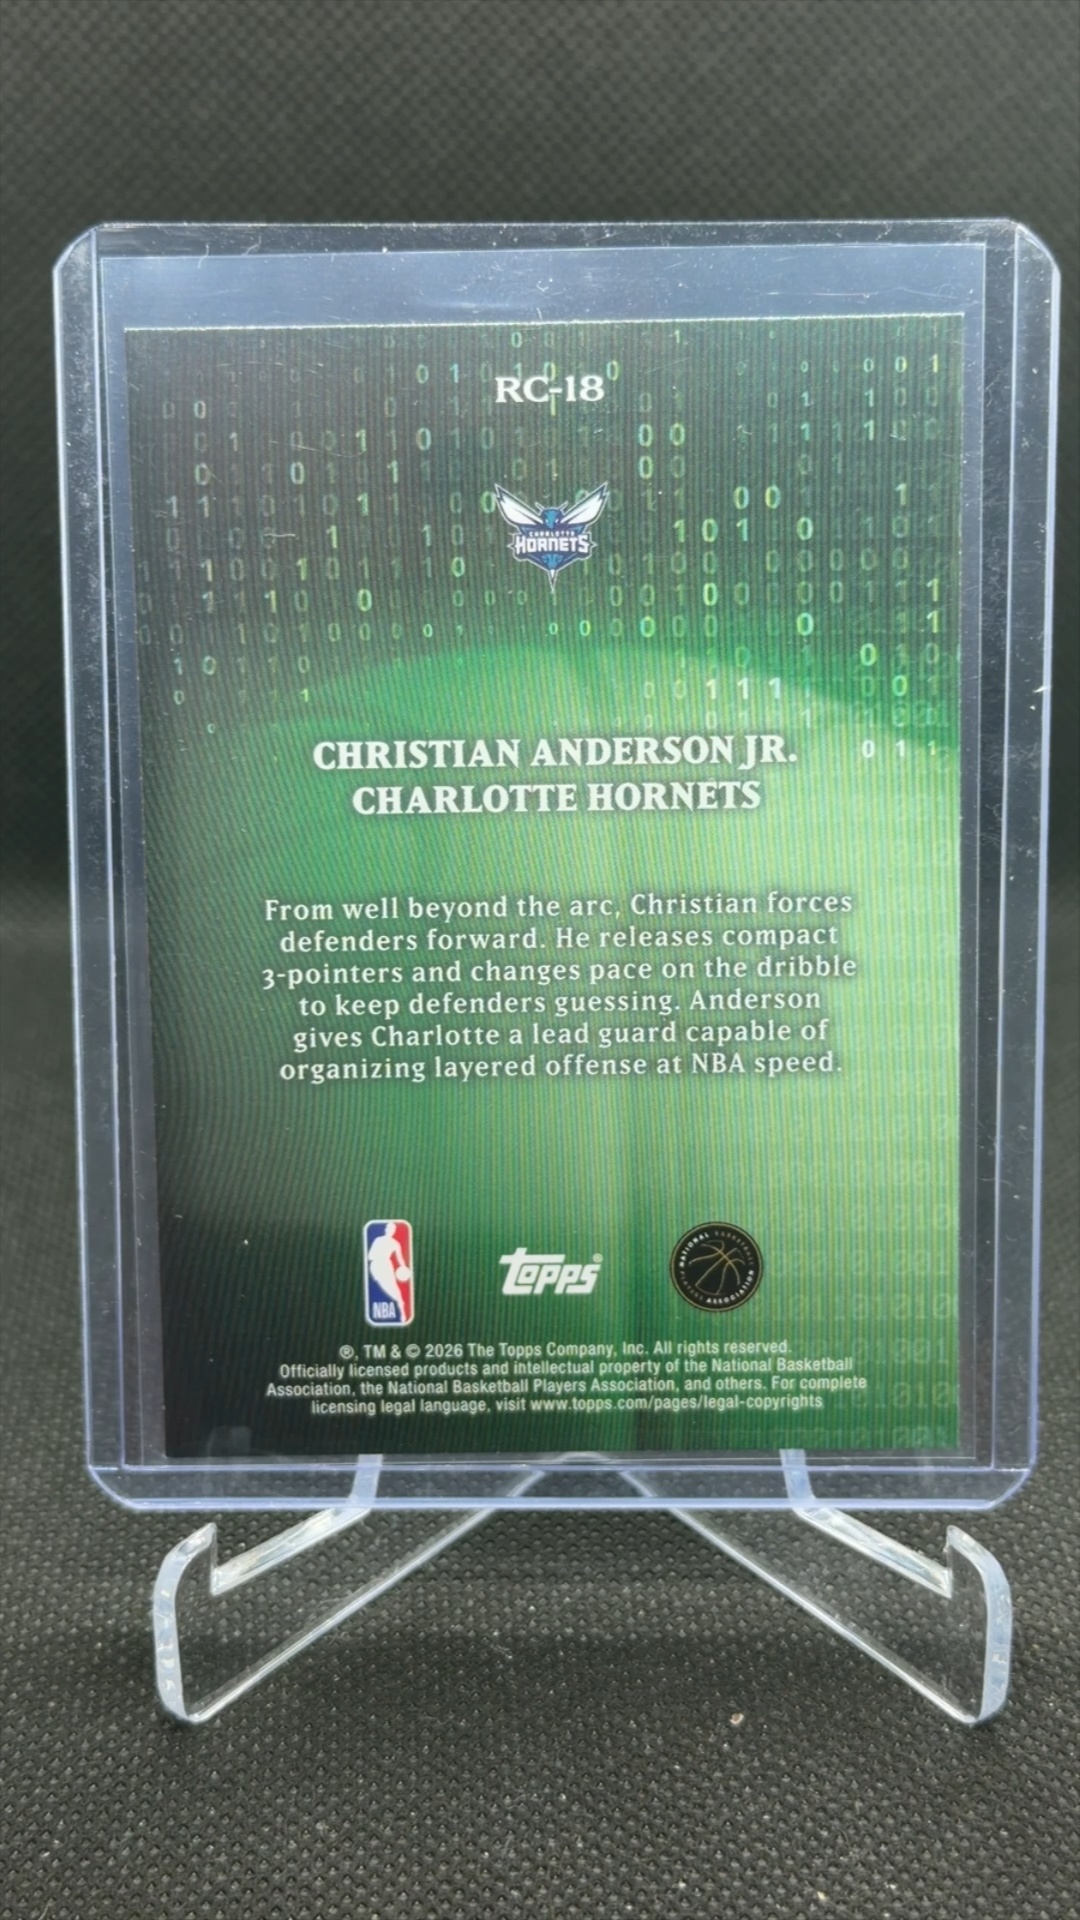 RC-18
CHARLOTTE
HORNETS
CHRISTIAN ANDERSON JR.
CHARLOTTE HORNETS
From well beyond the arc, Christian forces
defenders forward. He releases compact
3-pointers and changes pace on the dribble
to keep defenders guessing. Anderson
gives Charlotte a lead guard capable of
organizing layered offense at NBA speed.
NBA
Topps®
NATIONAL BASKETBALL PLAYERS ASSOCIATION
®, TM & © 2026 The Topps Company, Inc. All rights reserved.
Officially licensed products and intellectual property of the National Basketball
Association, the National Basketball Players Association, and others. For complete
licensing legal language, visit www.topps.com/pages/legal-copyrights